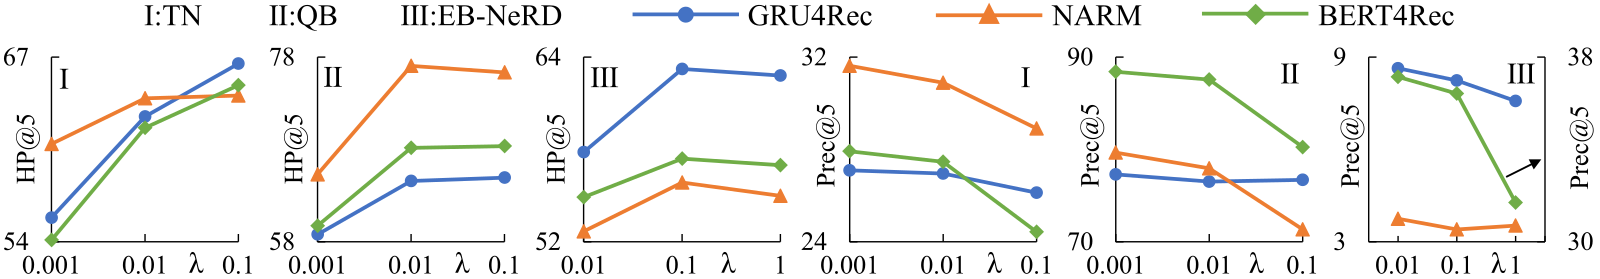 I:TN II:QB III:EB-NeRD GRU4Rec NARM BERT4Rec
67 I HP@5 54 0.001 0.01 λ 0.1
78 II HP@5 58 0.001 0.01 λ 0.1
64 III HP@5 52 0.01 0.1 λ 1
32 I Prec@5 24 0.001 0.01 λ 0.1
90 II Prec@5 70 0.001 0.01 λ 0.1
9 III Prec@5 3 0.01 0.1 λ 1 38 Prec@5 30